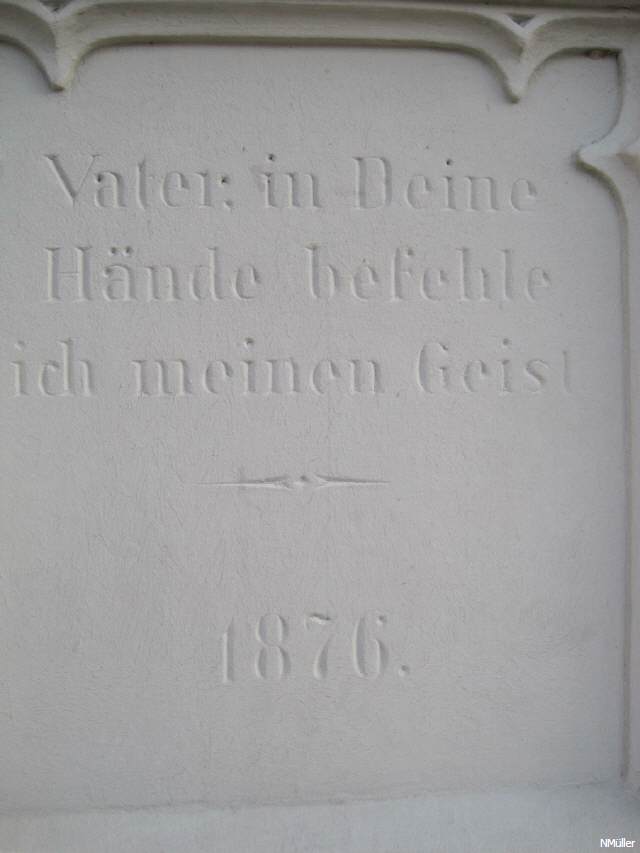 Vater, in Deine
Hände befehle
ich meinen Geist
1876.
NMüller